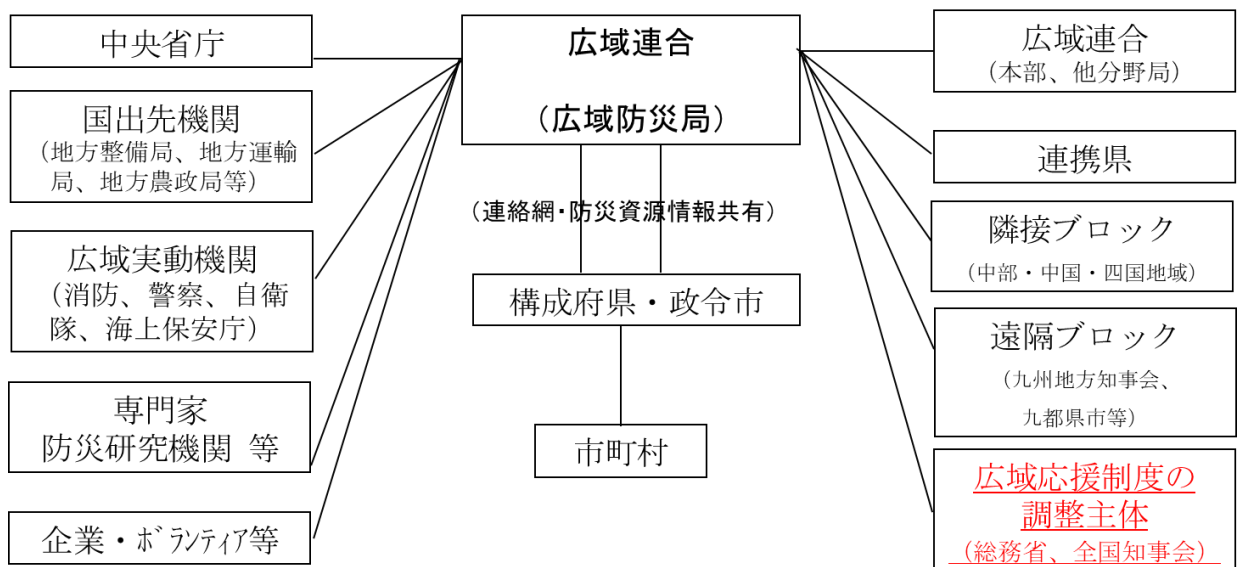 中央省庁
国出先機関
（地方整備局、地方運輸
局、地方農政局等）
広域実動機関
（消防、警察、自衛
隊、海上保安庁）
専門家
防災研究機関 等
企業・ﾎﾞﾗﾝﾃｨｱ等
広域連合
（広域防災局）
（連絡網・防災資源情報共有）
構成府県・政令市
市町村
広域連合
（本部、他分野局）
連携県
隣接ブロック
（中部・中国・四国地域）
遠隔ブロック
（九州地方知事会、
九都県市等）
広域応援制度の
調整主体
（総務省、全国知事会）